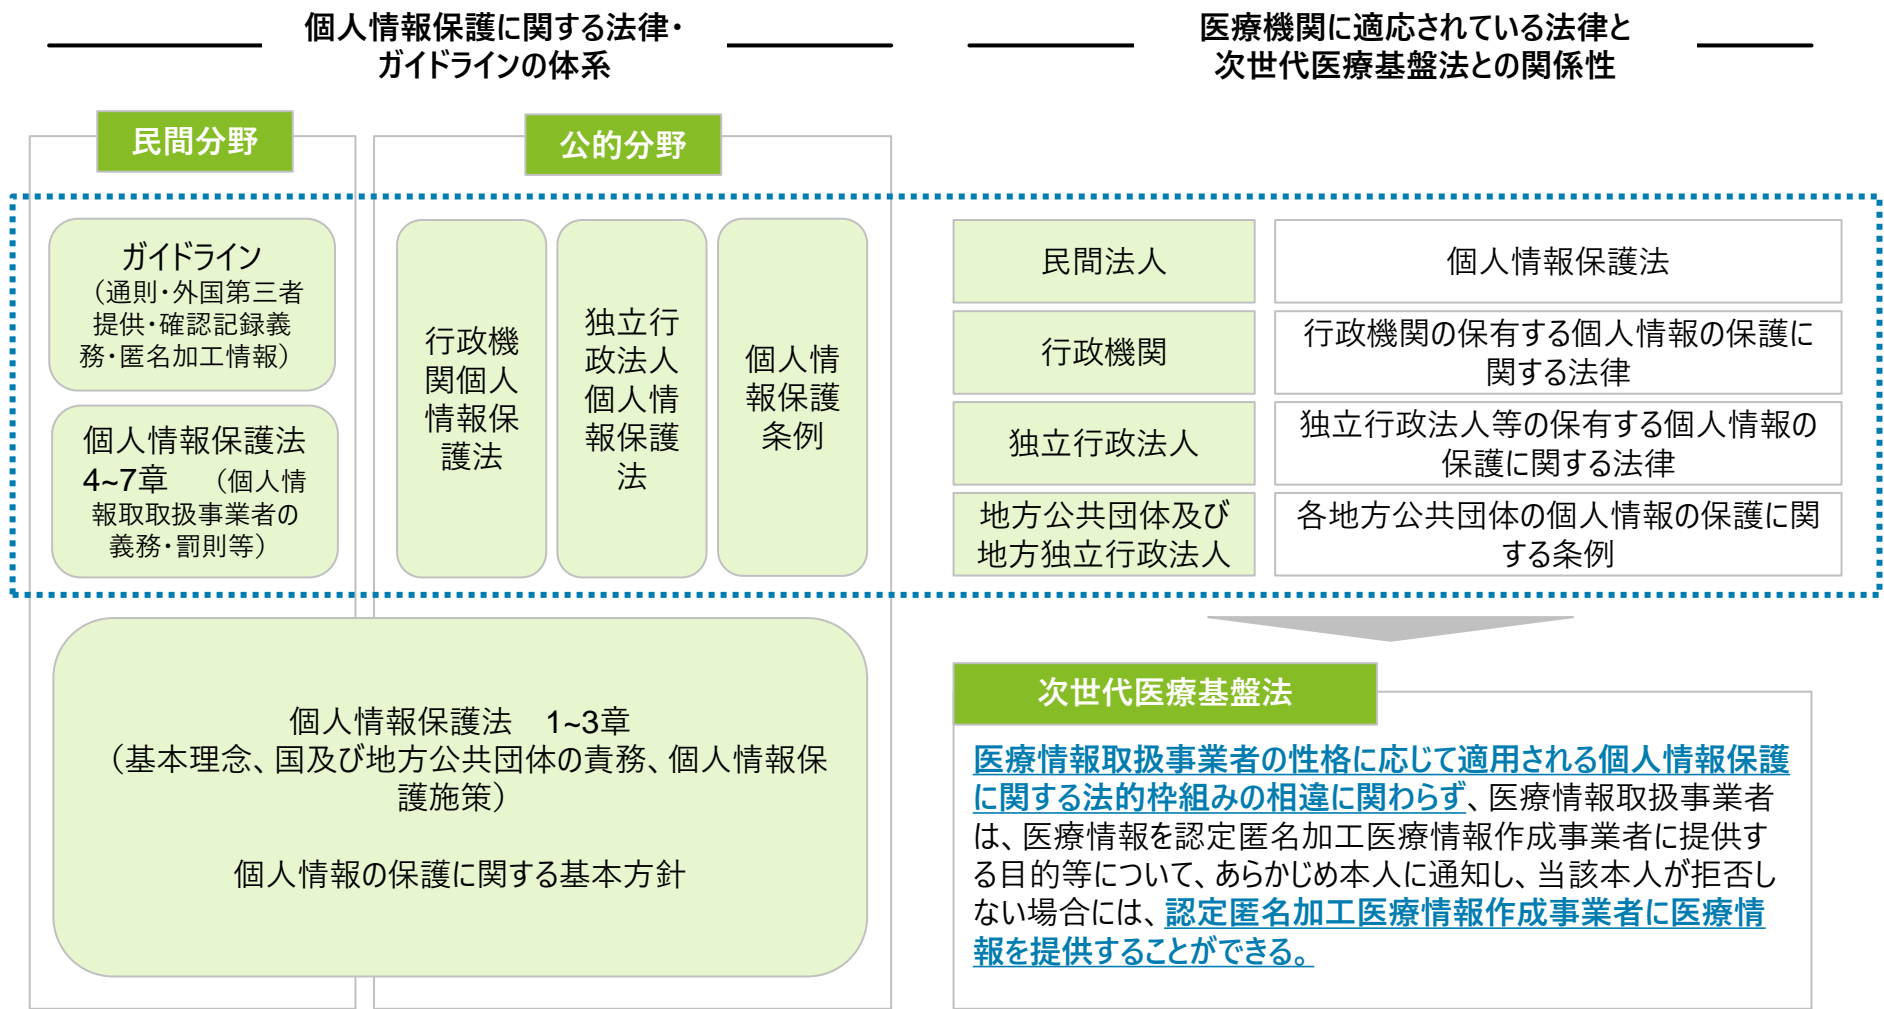 個人情報保護に関する法律・
ガイドラインの体系
医療機関に適応されている法律と
次世代医療基盤法との関係性
民間分野
公的分野
ガイドライン
（通則・外国第三者
提供・確認記録義
務・匿名加工情報）
個人情報保護法
4~7章　（個人情
報取取扱事業者の
義務・罰則等）
行政機
関個人
情報保
護法
独立行
政法人
個人情
報保護
法
個人情
報保護
条例
個人情報保護法　1~3章
（基本理念、国及び地方公共団体の責務、個人情報保
護施策）
個人情報の保護に関する基本方針
民間法人
個人情報保護法
行政機関
行政機関の保有する個人情報の保護に
関する法律
独立行政法人
独立行政法人等の保有する個人情報の
保護に関する法律
地方公共団体及び
地方独立行政法人
各地方公共団体の個人情報の保護に関
する条例
次世代医療基盤法
医療情報取扱事業者の性格に応じて適用される個人情報保護
に関する法的枠組みの相違に関わらず、医療情報取扱事業者
は、医療情報を認定匿名加工医療情報作成事業者に提供す
る目的等について、あらかじめ本人に通知し、当該本人が拒否し
ない場合には、認定匿名加工医療情報作成事業者に医療情
報を提供することができる。